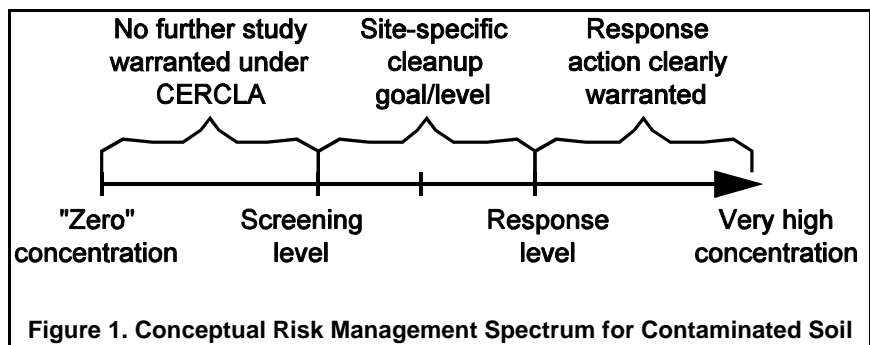 No further study
warranted under
CERCLA
Site-specific
cleanup
goal/level
Response
action clearly
warranted
"Zero"
concentration
Screening
level
Response
level
Very high
concentration
Figure 1. Conceptual Risk Management Spectrum for Contaminated Soil